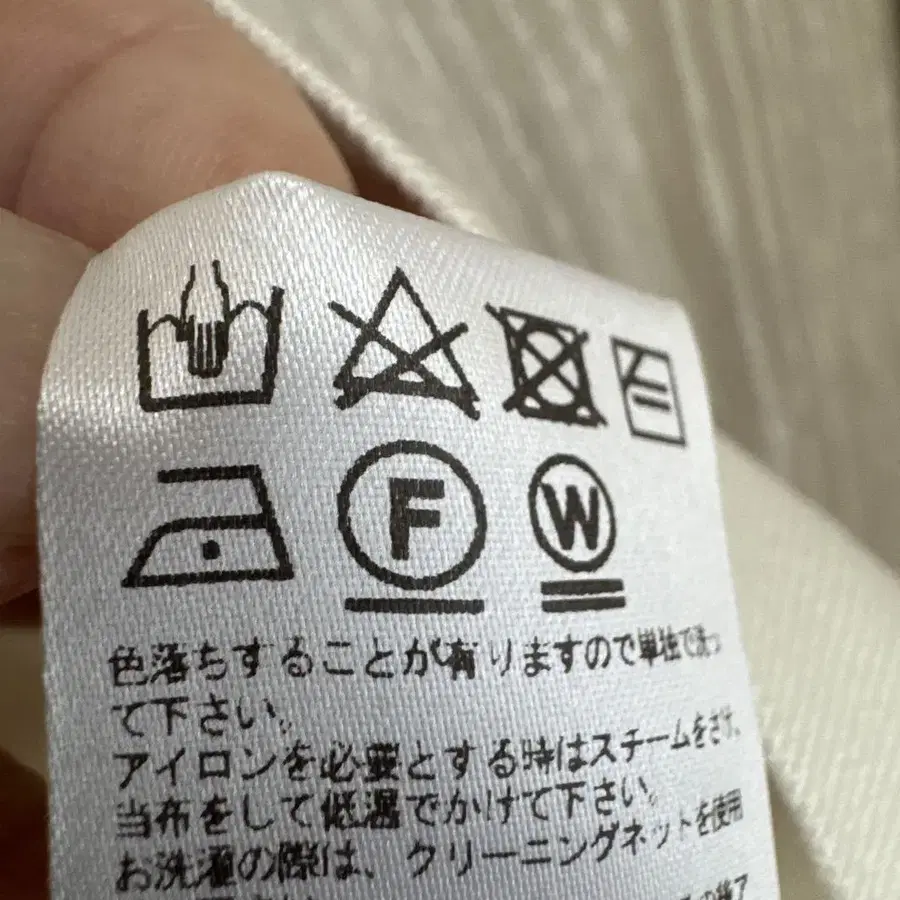 F W
色落ちすることが有りますので単独で洗っ
て下さい。
アイロンを必要とする時はスチームをさけ、
当布をして低温でかけて下さい。
お洗濯の際は、クリーニングネットを使用